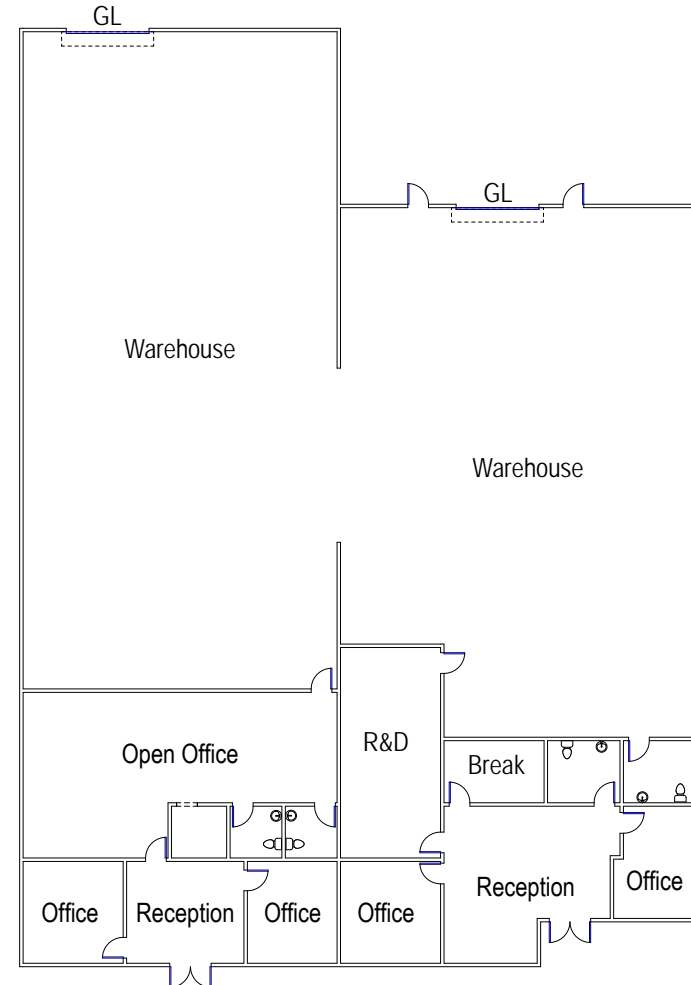 GL
GL
Warehouse
Warehouse
Open Office
R&D
Break
Office
Reception
Office
Office
Reception
Office